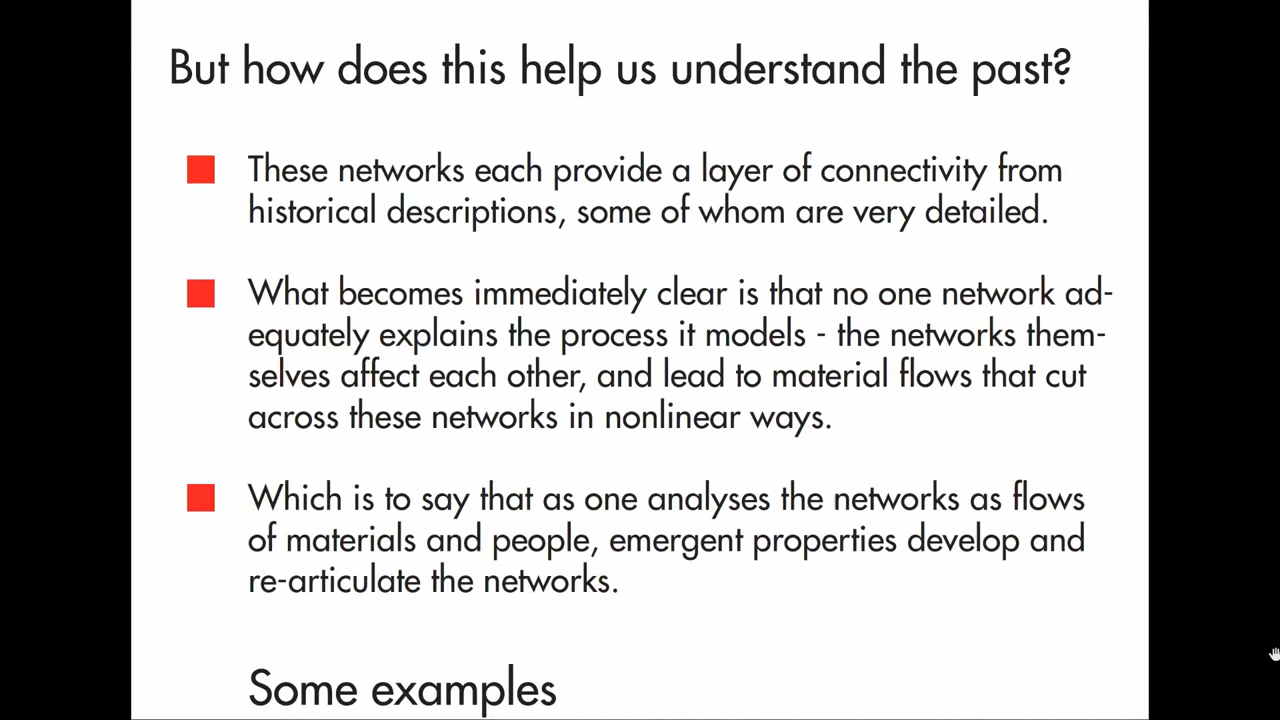 But how does this help us understand the past?
These networks each provide a layer of connectivity from
historical descriptions, some of whom are very detailed.
What becomes immediately clear is that no one network ad-
equately explains the process it models - the networks them-
selves affect each other, and lead to material flows that cut
across these networks in nonlinear ways.
Which is to say that as one analyses the networks as flows
of materials and people, emergent properties develop and
re-articulate the networks.
Some examples